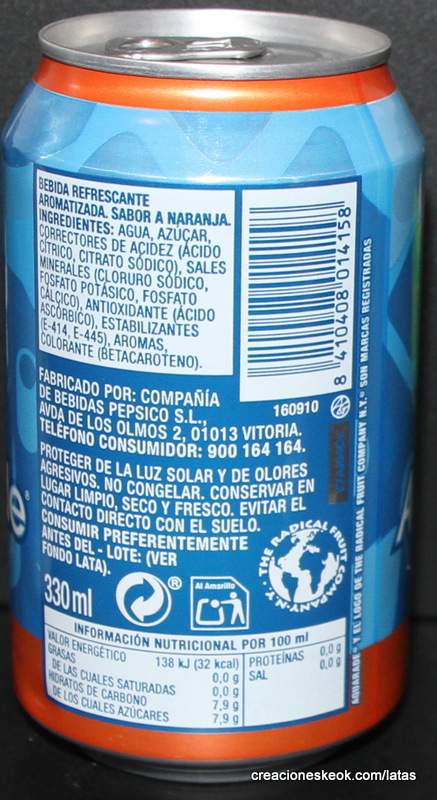 BEBIDA REFRESCANTE
AROMATIZADA. SABOR A NARANJA.
INGREDIENTES: AGUA, AZÚCAR,
CORRECTORES DE ACIDEZ (ÁCIDO
CÍTRICO, CITRATO SÓDICO), SALES
MINERALES (CLORURO SÓDICO,
FOSFATO POTÁSICO, FOSFATO
CÁLCICO), ANTIOXIDANTE (ÁCIDO
ASCÓRBICO), ESTABILIZANTES
(E-414, E-445), AROMAS,
COLORANTE (BETACAROTENO).
8 410408 014158
160910
FABRICADO POR: COMPAÑÍA
DE BEBIDAS PEPSICO S.L.,
AVDA DE LOS OLMOS 2, 01013 VITORIA.
TELÉFONO CONSUMIDOR: 900 164 164.
PROTEGER DE LA LUZ SOLAR Y DE OLORES
AGRESIVOS. NO CONGELAR. CONSERVAR EN
LUGAR LIMPIO, SECO Y FRESCO. EVITAR EL
CONTACTO DIRECTO CON EL SUELO.
CONSUMIR PREFERENTEMENTE
ANTES DEL - LOTE: (VER
FONDO LATA).
THE RADICAL FRUIT COMPANY·N.Y.·
330 ml
®
Al Amarillo
INFORMACIÓN NUTRICIONAL POR 100 ml
VALOR ENERGÉTICO 138 kJ (32 kcal)
GRASAS 0,0 g
DE LAS CUALES SATURADAS 0,0 g
HIDRATOS DE CARBONO 7,9 g
DE LOS CUALES AZÚCARES 7,9 g
PROTEÍNAS 0,0 g
SAL 0,0 g
AQUARADE® Y EL LOGO DE THE RADICAL FRUIT COMPANY N.Y.® SON MARCAS REGISTRADAS
creacioneskeok.com/latas